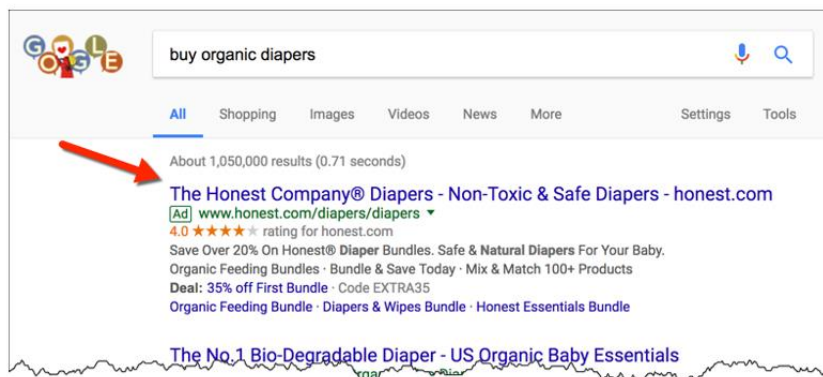 GOOGLE
buy organic diapers
All Shopping Images Videos News More Settings Tools
About 1,050,000 results (0.71 seconds)
The Honest Company® Diapers - Non-Toxic & Safe Diapers - honest.com
Ad www.honest.com/diapers/diapers
4.0 ★★★★★ rating for honest.com
Save Over 20% On Honest® Diaper Bundles. Safe & Natural Diapers For Your Baby.
Organic Feeding Bundles · Bundle & Save Today · Mix & Match 100+ Products
Deal: 35% off First Bundle · Code EXTRA35
Organic Feeding Bundle · Diapers & Wipes Bundle · Honest Essentials Bundle
The No.1 Bio-Degradable Diaper - US Organic Baby Essentials